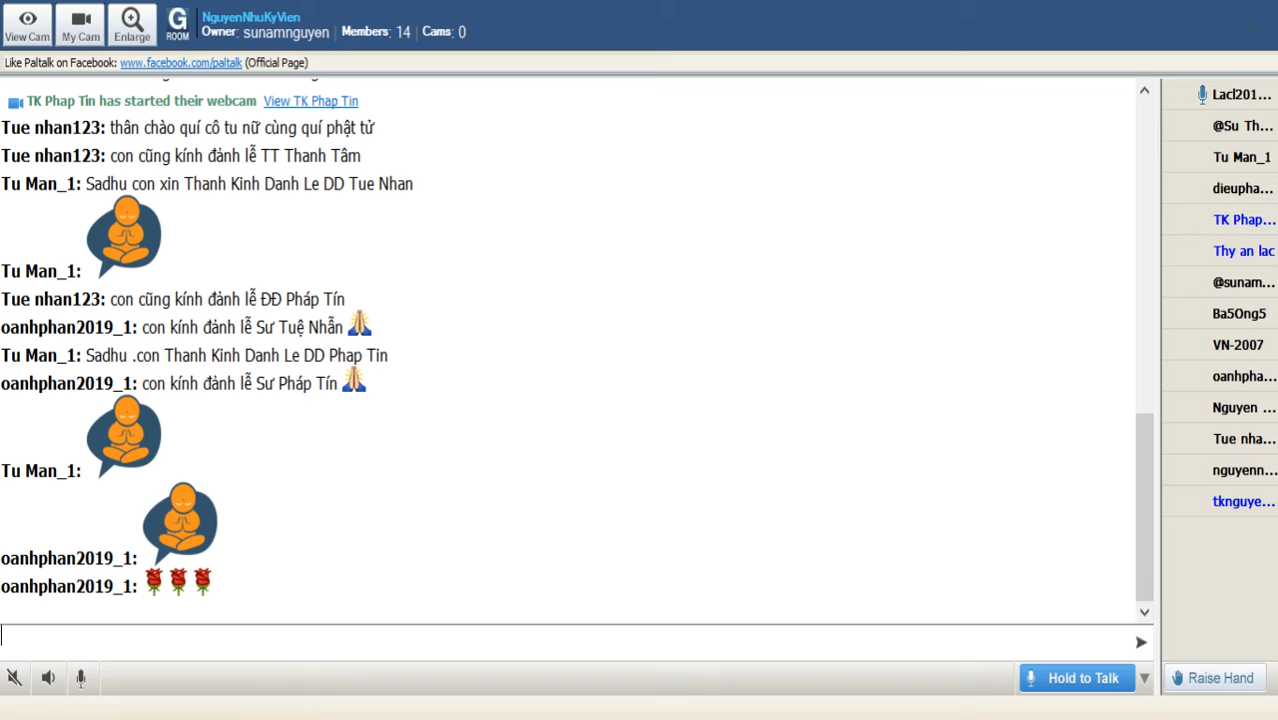 View Cam
My Cam
Enlarge
G
ROOM
NguyenNhuKyVien
Owner: sunamnguyen Members: 14 Cams: 0
Like Paltalk on Facebook: www.facebook.com/paltalk (Official Page)
TK Phap Tin has started their webcam View TK Phap Tin
Tue nhan123: thân chào quí cô tu nữ cùng quí phật tử
Tue nhan123: con cũng kính đảnh lễ TT Thanh Tâm
Tu Man_1: Sadhu con xin Thanh Kinh Danh Le DD Tue Nhan
Tu Man_1:
Tue nhan123: con cũng kính đảnh lễ ĐĐ Pháp Tín
oanhphan2019_1: con kính đảnh lễ Sư Tuệ Nhẫn 🙏
Tu Man_1: Sadhu .con Thanh Kinh Danh Le DD Phap Tin
oanhphan2019_1: con kính đảnh lễ Sư Pháp Tín 🙏
Tu Man_1:
oanhphan2019_1:
oanhphan2019_1: 🌹🌹🌹
Hold to Talk
Lacl201...
@Su Th...
Tu Man_1
dieupha...
TK Phap...
Thy an lac
@sunam...
Ba5Ong5
VN-2007
oanhpha...
Nguyen ...
Tue nha...
nguyenn...
tknguye...
Raise Hand